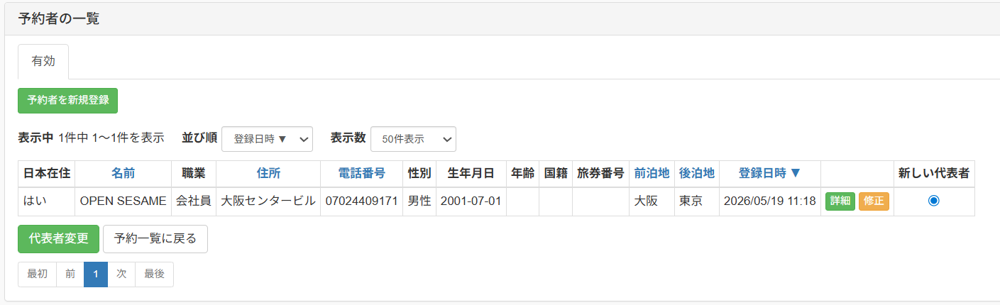 予約者の一覧
有効
予約者を新規登録
表示中 1件中 1～1件を表示 並び順 登録日時 ▼ 表示数 50件表示
日本在住 名前 職業 住所 電話番号 性別 生年月日 年齢 国籍 旅券番号 前泊地 後泊地 登録日時 ▼ 新しい代表者
はい OPEN SESAME 会社員 大阪センタービル 07024409171 男性 2001-07-01 大阪 東京 2026/05/19 11:18 詳細 修正
代表者変更 予約一覧に戻る
最初 前 1 次 最後